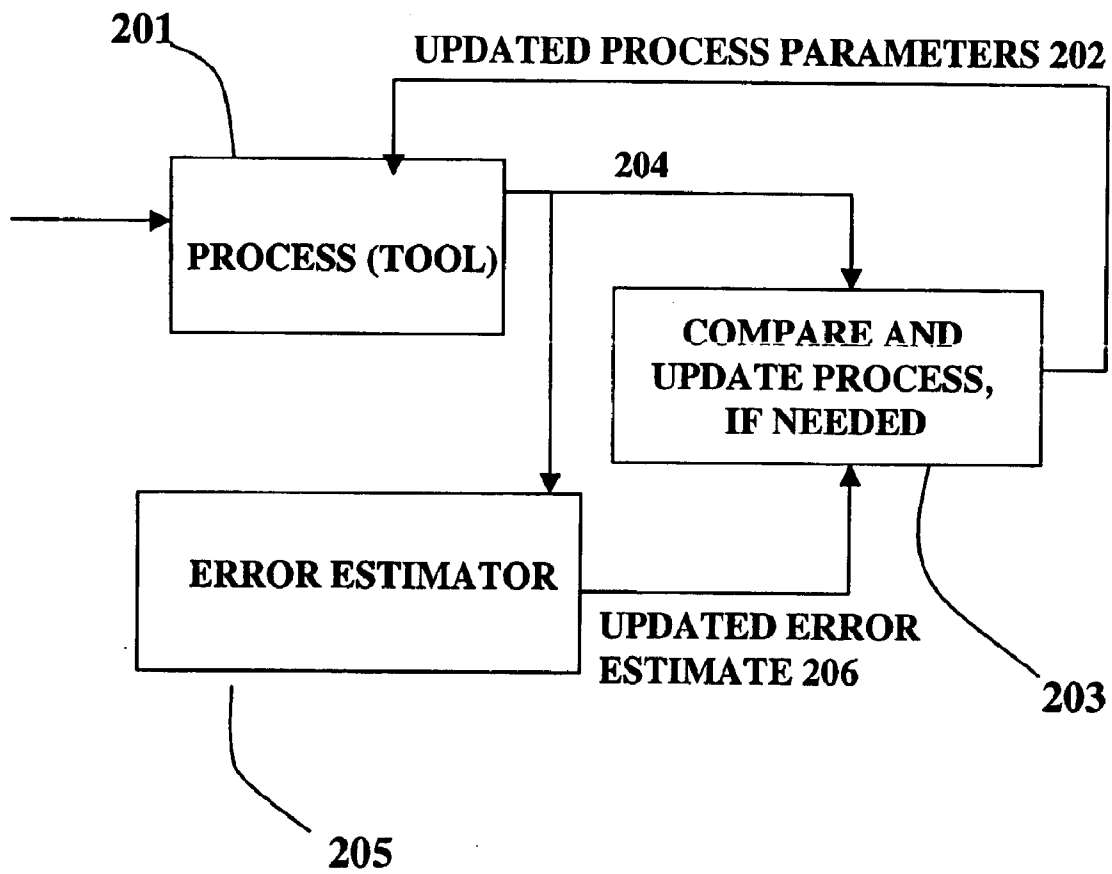 201
UPDATED PROCESS PARAMETERS 202
204
PROCESS (TOOL)
COMPARE AND
UPDATE PROCESS,
IF NEEDED
ERROR ESTIMATOR
UPDATED ERROR
ESTIMATE 206
203
205